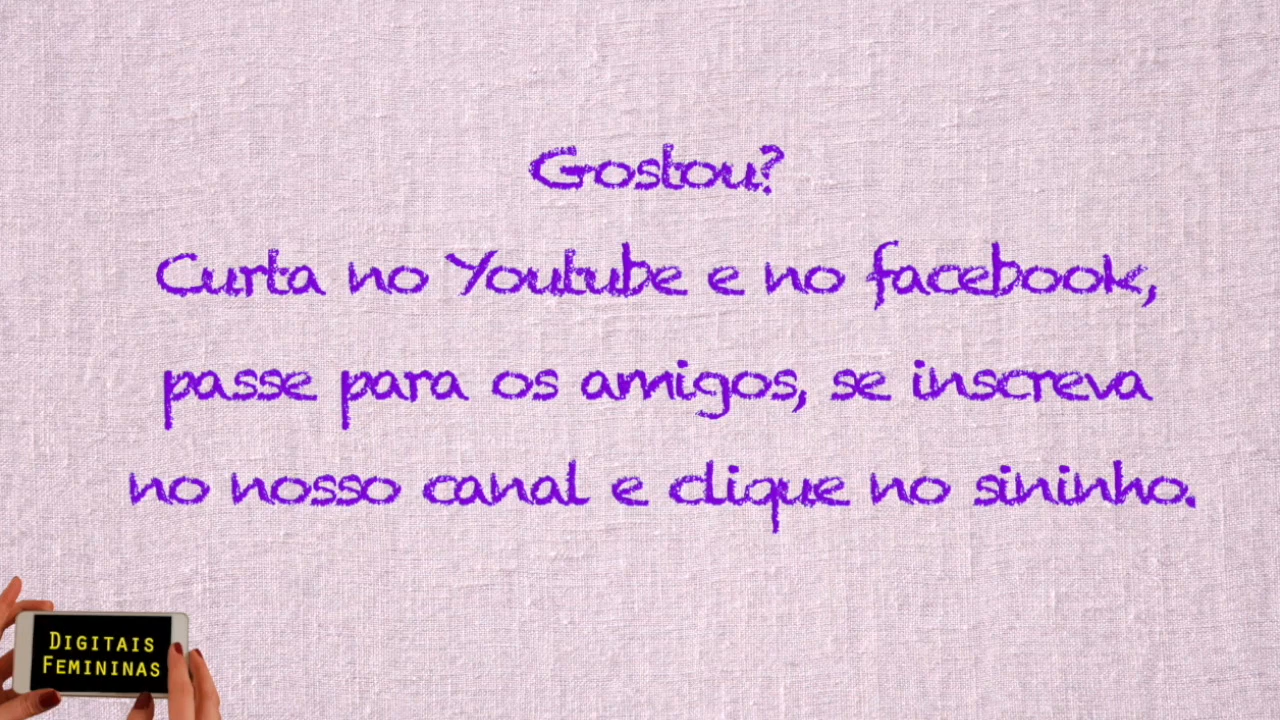 Gostou?
Curta no Youtube e no facebook,
passe para os amigos, se inscreva
no nosso canal e clique no sininho.
DIGITAIS
FEMININAS